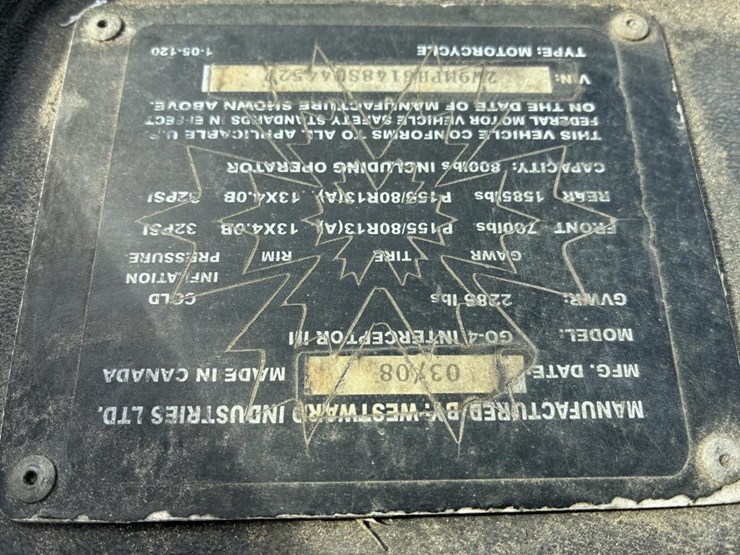 MANUFACTURED BY: WESTWARD INDUSTRIES LTD.
MFG. DATE: 03/08 MADE IN CANADA
MODEL: GO-4 INTERCEPTOR III
GVWR: 2285 lbs COLD
INFLATION
GAWR TIRE RIM PRESSURE
FRONT 700lbs P155/80R13(A) 13X4.0B 32PSI
REAR 1585lbs P155/80R13(A) 13X4.0B 32PSI
CAPACITY: 800lbs INCLUDING OPERATOR
THIS VEHICLE CONFORMS TO ALL APPLICABLE U.S.
FEDERAL MOTOR VEHICLE SAFETY STANDARDS IN EFFECT
ON THE DATE OF MANUFACTURE SHOWN ABOVE.
VIN:
TYPE: MOTORCYCLE 1-05-120